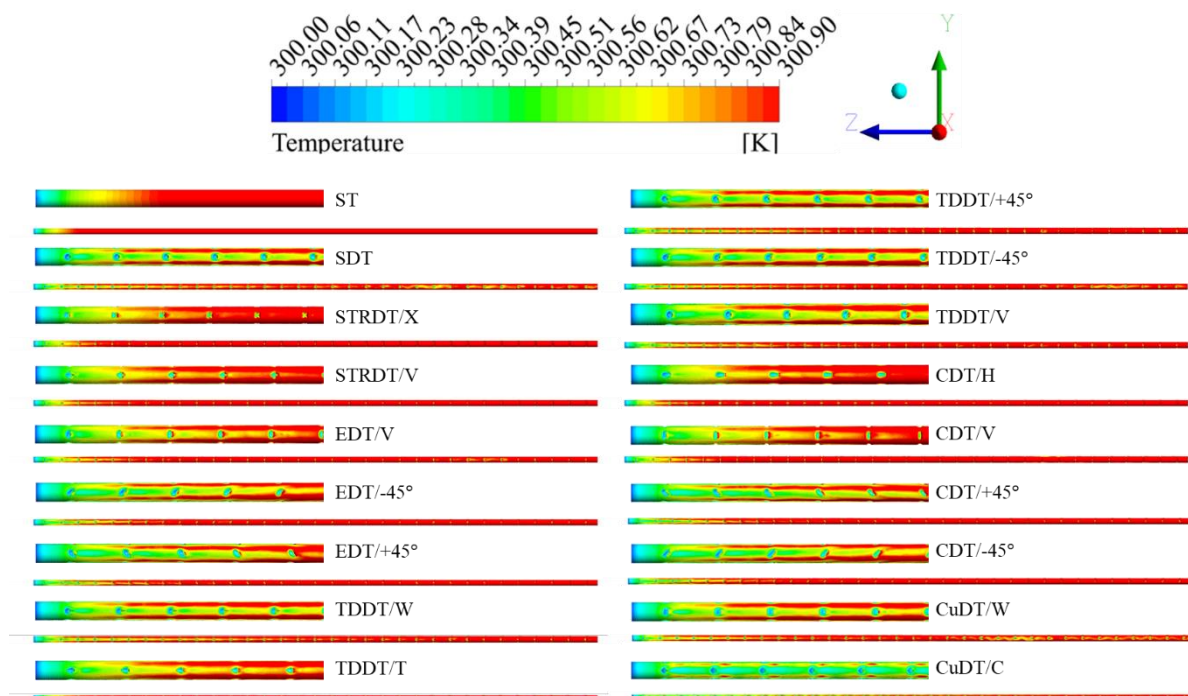 300.00
300.06
300.11
300.17
300.23
300.28
300.34
300.39
300.45
300.51
300.56
300.62
300.67
300.73
300.79
300.84
300.90
Temperature [K]
Y
Z X
ST
SDT
STRDT/X
STRDT/V
EDT/V
EDT/-45°
EDT/+45°
TDDT/W
TDDT/T
TDDT/+45°
TDDT/-45°
TDDT/V
CDT/H
CDT/V
CDT/+45°
CDT/-45°
CuDT/W
CuDT/C